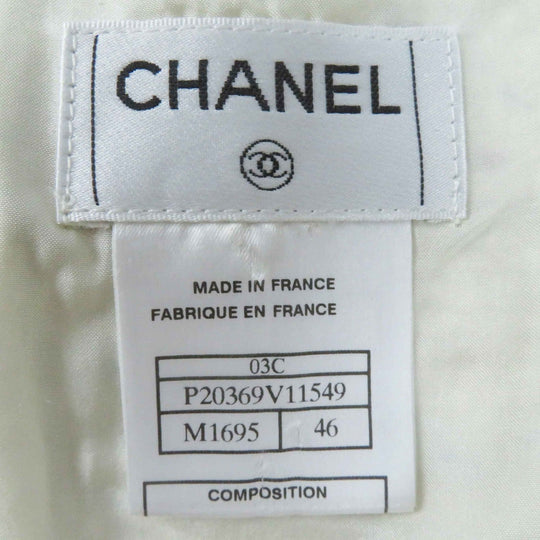 CHANEL
MADE IN FRANCE
FABRIQUE EN FRANCE
03C
P20369V11549
M1695 46
COMPOSITION